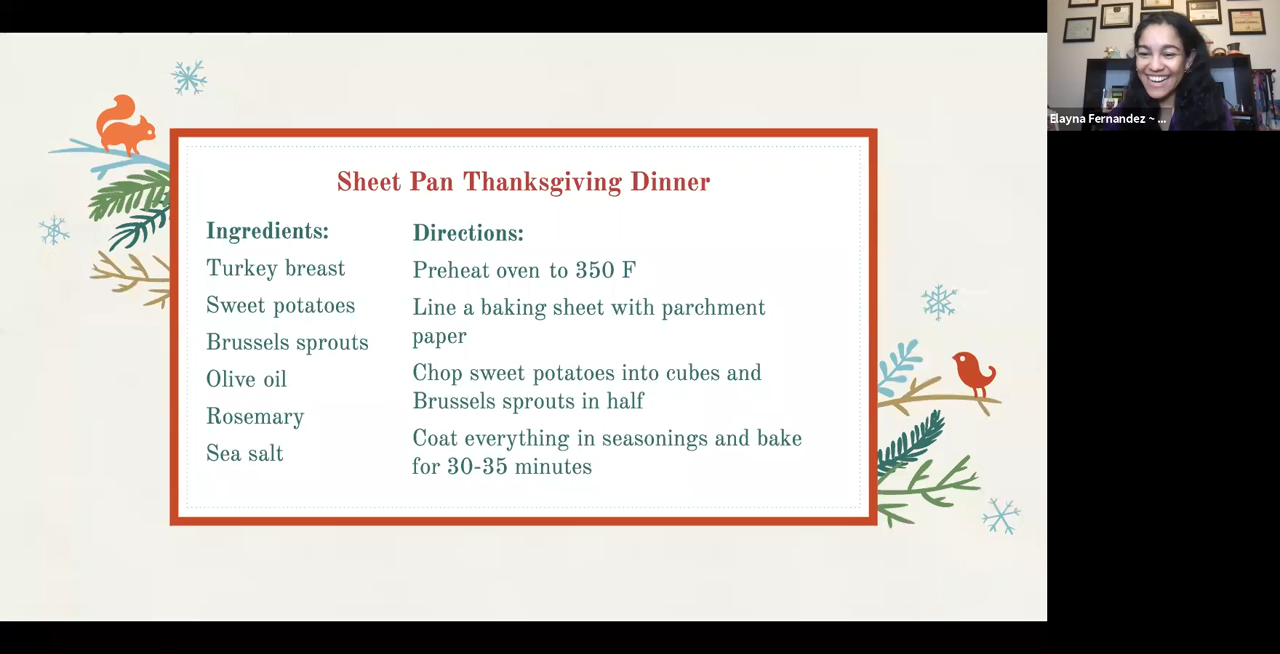 Sheet Pan Thanksgiving Dinner
Ingredients:
Turkey breast
Sweet potatoes
Brussels sprouts
Olive oil
Rosemary
Sea salt
Directions:
Preheat oven to 350 F
Line a baking sheet with parchment
paper
Chop sweet potatoes into cubes and
Brussels sprouts in half
Coat everything in seasonings and bake
for 30-35 minutes
Elayna Fernandez ~ ...